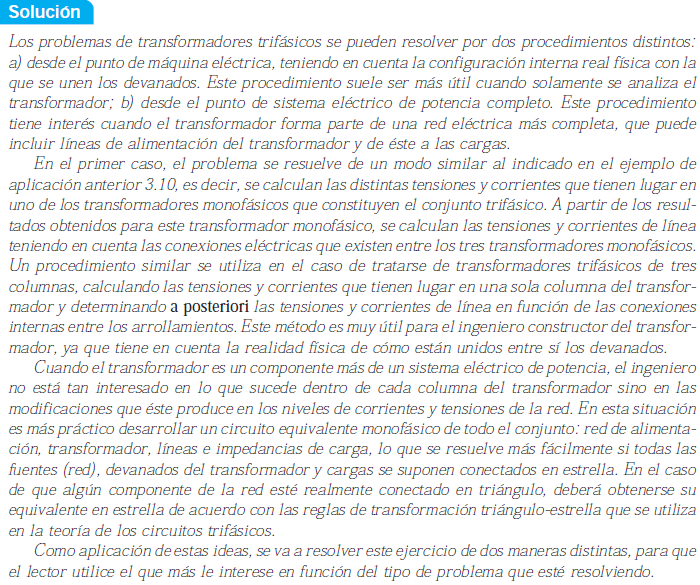 Solución
Los problemas de transformadores trifásicos se pueden resolver por dos procedimientos distintos:
a) desde el punto de máquina eléctrica, teniendo en cuenta la configuración interna real física con la
que se unen los devanados. Este procedimiento suele ser más útil cuando solamente se analiza el
transformador; b) desde el punto de sistema eléctrico de potencia completo. Este procedimiento
tiene interés cuando el transformador forma parte de una red eléctrica más completa, que puede
incluir líneas de alimentación del transformador y de éste a las cargas.
En el primer caso, el problema se resuelve de un modo similar al indicado en el ejemplo de
aplicación anterior 3.10, es decir, se calculan las distintas tensiones y corrientes que tienen lugar en
uno de los transformadores monofásicos que constituyen el conjunto trifásico. A partir de los resul-
tados obtenidos para este transformador monofásico, se calculan las tensiones y corrientes de línea
teniendo en cuenta las conexiones eléctricas que existen entre los tres transformadores monofásicos.
Un procedimiento similar se utiliza en el caso de tratarse de transformadores trifásicos de tres
columnas, calculando las tensiones y corrientes que tienen lugar en una sola columna del transfor-
mador y determinando a posteriori las tensiones y corrientes de línea en función de las conexiones
internas entre los arrollamientos. Este método es muy útil para el ingeniero constructor del transfor-
mador, ya que tiene en cuenta la realidad física de cómo están unidos entre sí los devanados.
Cuando el transformador es un componente más de un sistema eléctrico de potencia, el ingeniero
no está tan interesado en lo que sucede dentro de cada columna del transformador sino en las
modificaciones que éste produce en los niveles de corrientes y tensiones de la red. En esta situación
es más práctico desarrollar un circuito equivalente monofásico de todo el conjunto: red de alimenta-
ción, transformador, líneas e impedancias de carga, lo que se resuelve más fácilmente si todas las
fuentes (red), devanados del transformador y cargas se suponen conectados en estrella. En el caso
de que algún componente de la red esté realmente conectado en triángulo, deberá obtenerse su
equivalente en estrella de acuerdo con las reglas de transformación triángulo-estrella que se utiliza
en la teoría de los circuitos trifásicos.
Como aplicación de estas ideas, se va a resolver este ejercicio de dos maneras distintas, para que
el lector utilice el que más le interese en función del tipo de problema que esté resolviendo.